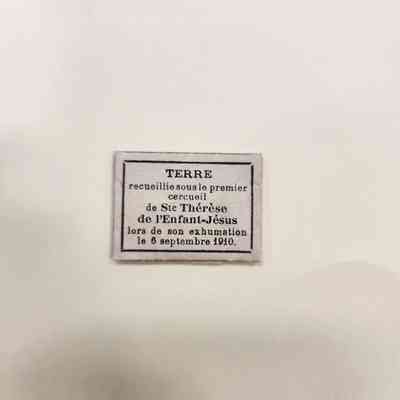 TERRE
recueillie sous le premier
cercueil
de Ste Thérèse
de l'Enfant-Jésus
lors de son exhumation
le 6 septembre 1910.